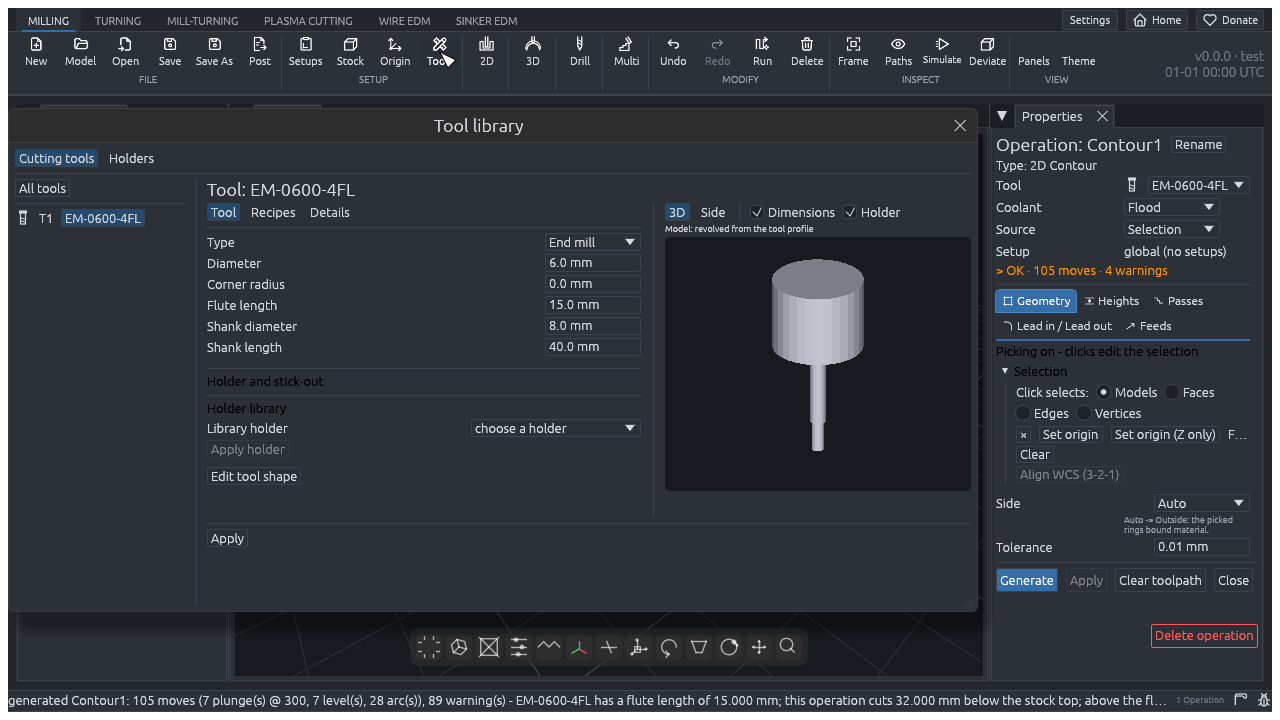 MILLING TURNING MILL-TURNING PLASMA CUTTING WIRE EDM SINKER EDM Settings Home Donate
New Model Open Save Save As Post Setups Stock Origin 2D 3D Drill Multi Undo Redo Run Delete Frame Paths Simulate Deviate Panels Theme
FILE SETUP MODIFY INSPECT VIEW
v0.0.0 · test
01-01 00:00 UTC
Tool library
Cutting tools Holders
All tools
T1 EM-0600-4FL
Tool: EM-0600-4FL
Tool Recipes Details
Type End mill
Diameter 6.0 mm
Corner radius 0.0 mm
Flute length 15.0 mm
Shank diameter 8.0 mm
Shank length 40.0 mm
Holder and stick-out
Holder library
Library holder choose a holder
Apply holder
Edit tool shape
Apply
3D Side Dimensions Holder
Model: revolved from the tool profile
Properties
Operation: Contour1 Rename
Type: 2D Contour
Tool EM-0600-4FL
Coolant Flood
Source Selection
Setup global (no setups)
> OK · 105 moves · 4 warnings
Geometry Heights Passes
Lead in / Lead out Feeds
Picking on - clicks edit the selection
Selection
Click selects: Models Faces
Edges Vertices
× Set origin Set origin (Z only) F...
Clear
Align WCS (3-2-1)
Side Auto
Auto -> Outside: the picked
rings bound material.
Tolerance 0.01 mm
Generate Apply Clear toolpath Close
Delete operation
generated Contour1: 105 moves (7 plunge(s) @ 300, 7 level(s), 28 arc(s)), 89 warning(s) - EM-0600-4FL has a flute length of 15.000 mm; this operation cuts 32.000 mm below the stock top; above the fl... 1 Operation